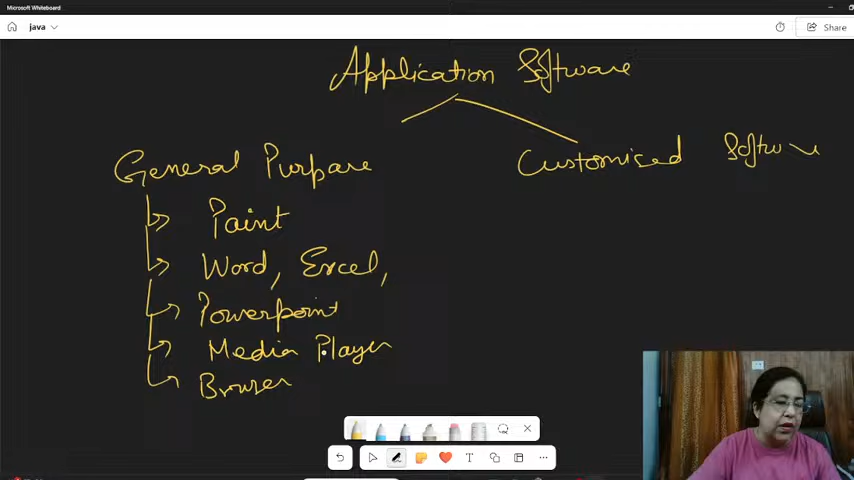 Microsoft Whiteboard
java
Share
Application Software
General Purpose
Customised Software
Paint
Word, Excel,
Powerpoint
Media Player
Browser
T